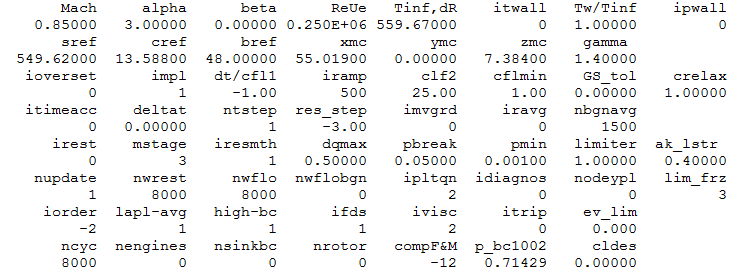 Mach alpha beta ReUe Tinf,dR itwall Tw/Tinf ipwall
0.85000 3.00000 0.00000 0.250E+06 559.67000 0 1.00000 0
sref cref bref xmc ymc zmc gamma
549.62000 13.58800 48.00000 55.01900 0.00000 7.38400 1.40000
ioverset impl dt/cfl1 iramp clf2 cflmin GS_tol crelax
0 1 -1.00 500 25.00 1.00 0.00000 1.00000
itimeacc deltat ntstep res_step imvgrd iravg nbgnavg
0 0.00000 1 -3.00 0 0 1500
irest mstage iresmth dqmax pbreak pmin limiter ak_lstr
0 3 1 0.50000 0.05000 0.00100 1.00000 0.40000
nupdate nwrest nwflo nwflobgn ipltqn idiagnos nodeypl lim_frz
1 8000 8000 0 2 0 0 3
iorder lapl-avg high-bc ifds ivisc itrip ev_lim
-2 1 1 1 2 0 0.000
ncyc nengines nsinkbc nrotor compF&M p_bc1002 cldes
8000 0 0 0 -12 0.71429 0.00000